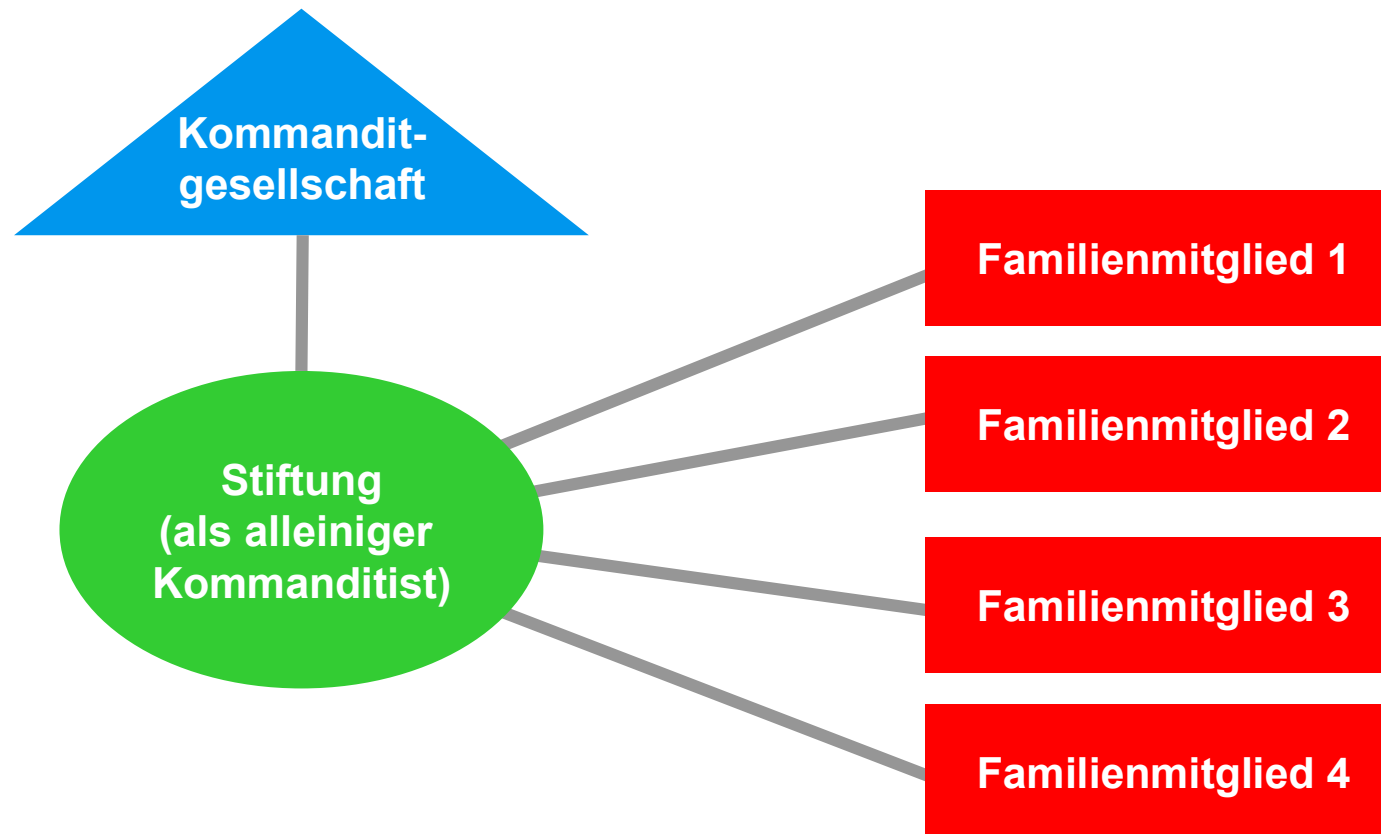 Kommandit-
gesellschaft
Stiftung
(als alleiniger
Kommanditist)
Familienmitglied 1
Familienmitglied 2
Familienmitglied 3
Familienmitglied 4